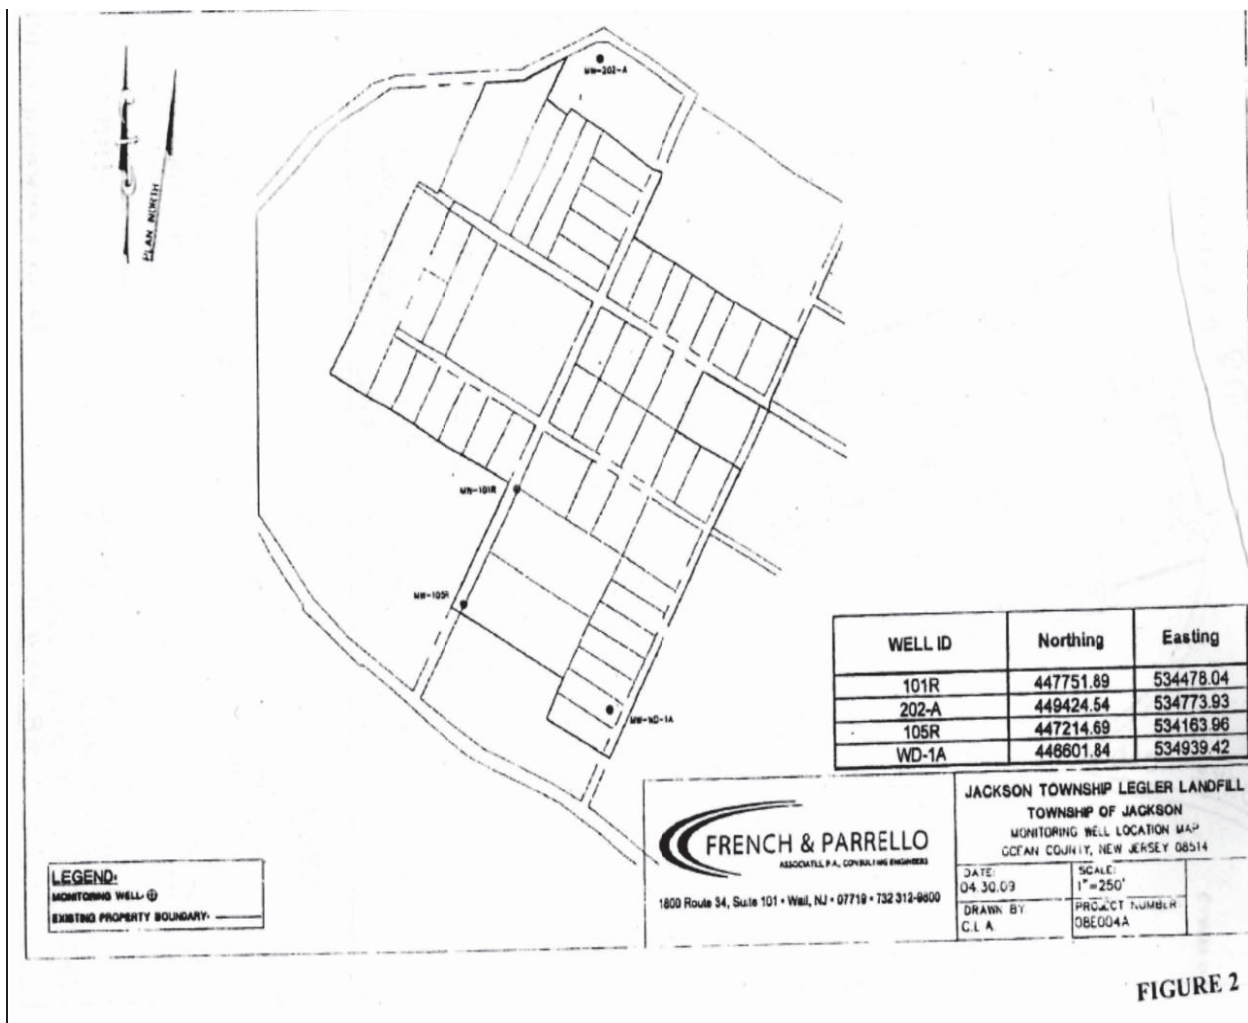 MW-202-A
PLAN NORTH
MW-101R
MW-105R
MW-WD-1A
WELL ID Northing Easting
101R 447751.89 534478.04
202-A 449424.54 534773.93
105R 447214.69 534163.96
WD-1A 446601.84 534939.42
LEGEND:
MONITORING WELL-
EXISTING PROPERTY BOUNDARY-
FRENCH & PARRELLO
ASSOCIATES, P.A., CONSULTING ENGINEERS
1800 Route 34, Suite 101 • Wall, NJ • 07719 • 732 312-9800
JACKSON TOWNSHIP LEGLER LANDFILL
TOWNSHIP OF JACKSON
MONITORING WELL LOCATION MAP
OCEAN COUNTY, NEW JERSEY 08514
DATE: 04.30.09
SCALE: 1"=250'
DRAWN BY: C.L.A.
PROJECT NUMBER 08E004A
FIGURE 2